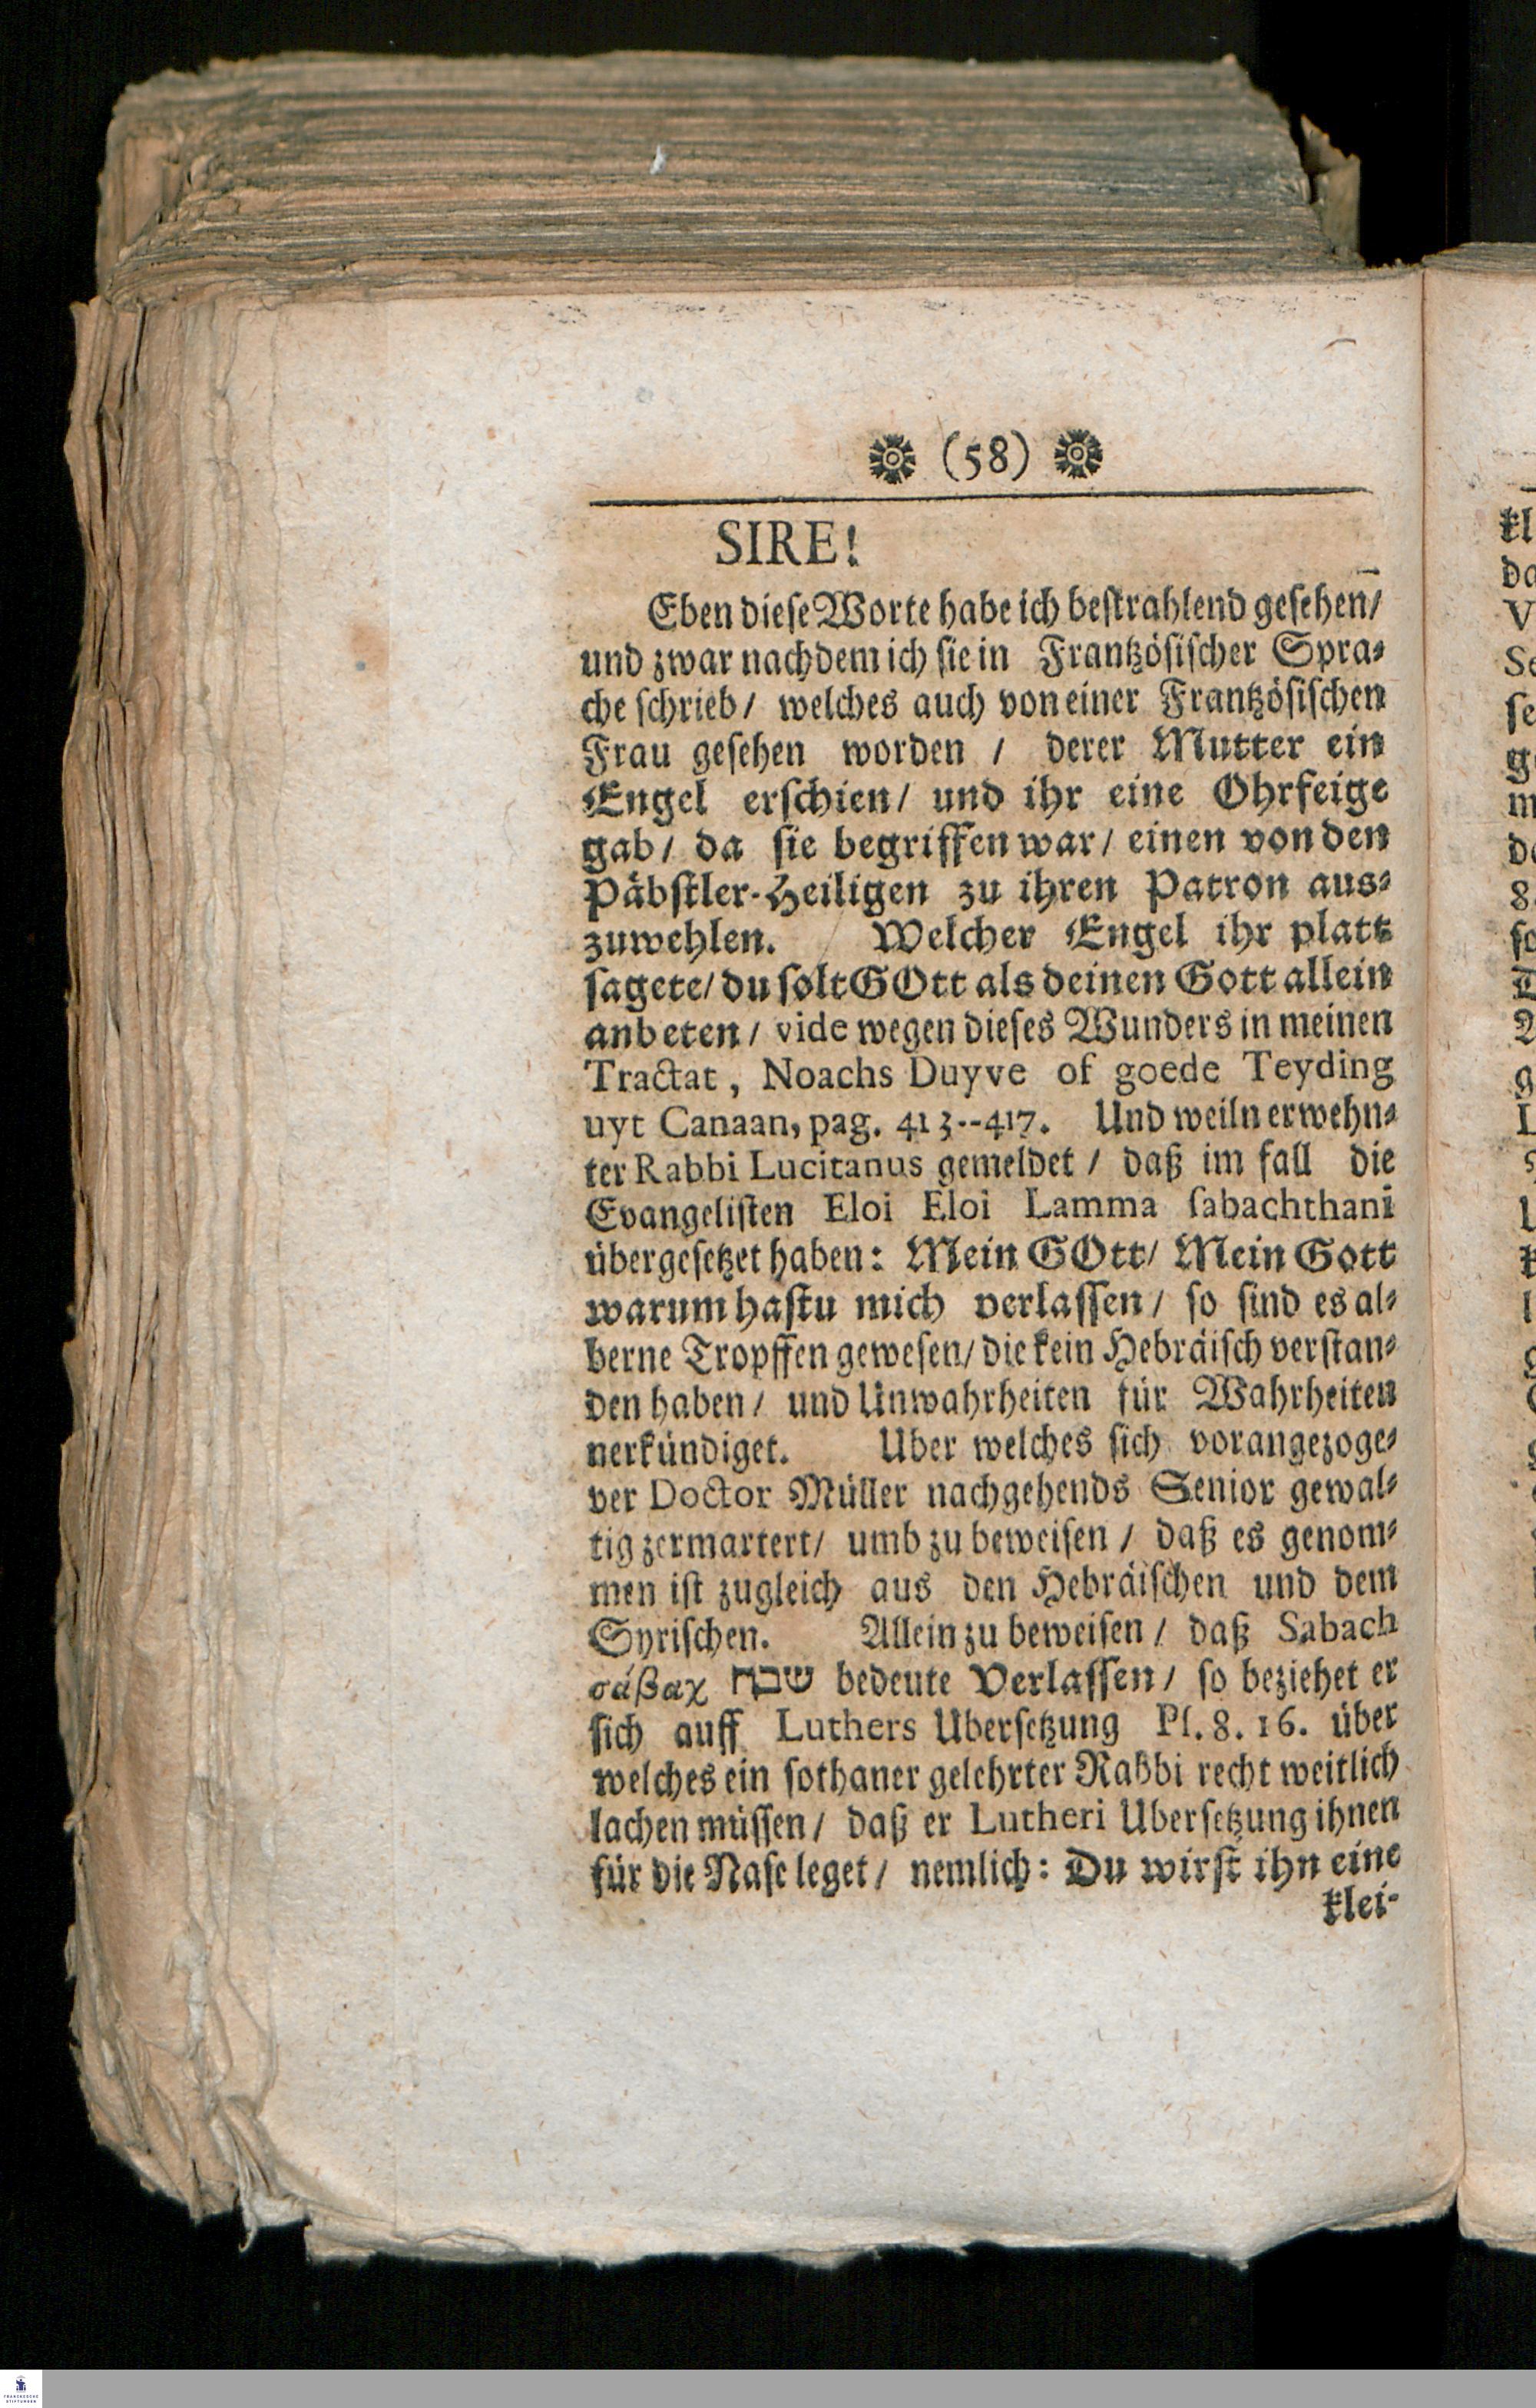 (58)
SIRE!
Eben dieſe Worte habe ich beſtrahlend geſehen/
und zwar nachdem ich ſie in Frantzöſiſcher Spra⸗
che ſchrieb/ welches auch von einer Frantzöſiſchen
Frau geſehen worden / derer Mutter ein
Engel erſchien/ und ihr eine Ohrfeige
gab/ da ſie begriffen war/ einen von den
Päbſtler-Heiligen zu ihren Patron aus⸗
zuwehlen. Welcher Engel ihr platt
ſagete/ du ſolt GOtt als deinen Gott allein
anbeten/ vide wegen dieſes Wunders in meinen
Tractat, Noachs Duyve of goede Teyding
uyt Canaan, pag. 413--417. Und weiln erwehn⸗
ter Rabbi Lucitanus gemeldet / daß im fall die
Evangeliſten Eloi Eloi Lamma ſabachthani
übergeſetzet haben: Mein GOtt/ Mein Gott
warum haſtu mich verlaſſen/ ſo ſind es al⸗
berne Tropffen geweſen/ die kein Hebräiſch verſtan⸗
den haben/ und Unwahrheiten für Wahrheiten
nerkündiget. Uber welches ſich vorangezoge⸗
ver Doctor Müller nachgehends Senior gewal⸗
tig zermartert/ umb zu beweiſen / daß es genom⸗
men iſt zugleich aus den Hebräiſchen und dem
Syriſchen. Allein zu beweiſen / daß Sabach
σάβαχ שבח bedeute Verlaſſen/ ſo beziehet er
ſich auff Luthers Uberſetzung Pſ. 8. 16. über
welches ein ſothaner gelehrter Rabbi recht weitlich
lachen müſſen/ daß er Lutheri Uberſetzung ihnen
für die Naſe leget/ nemlich: Du wirſt ihn eine
klei-